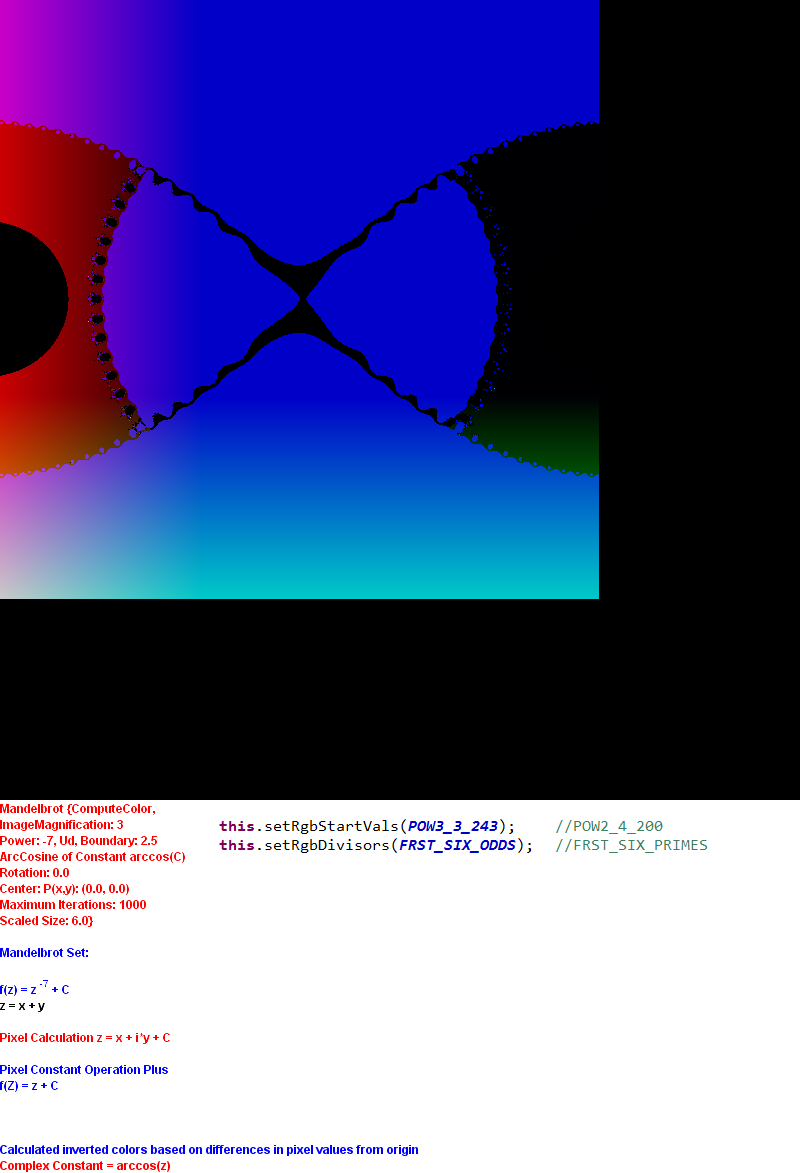 Mandelbrot {ComputeColor,
ImageMagnification: 3
Power: -7, Ud, Boundary: 2.5
ArcCosine of Constant arccos(C)
Rotation: 0.0
Center: P(x,y): (0.0, 0.0)
Maximum Iterations: 1000
Scaled Size: 6.0}
this.setRgbStartVals(POW3_3_243); //POW2_4_200
this.setRgbDivisors(FRST_SIX_ODDS); //FRST_SIX_PRIMES
Mandelbrot Set:
f(z) = z -7 + C
z = x + y
Pixel Calculation z = x + i*y + C
Pixel Constant Operation Plus
f(Z) = z + C
Calculated inverted colors based on differences in pixel values from origin
Complex Constant = arccos(z)